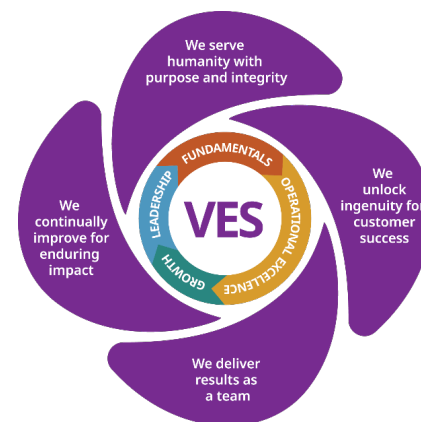 We serve
humanity with
purpose and integrity
We
unlock
ingenuity for
customer
success
We deliver
results as
a team
We
continually
improve for
enduring
impact
FUNDAMENTALS
OPERATIONAL EXCELLENCE
GROWTH
LEADERSHIP
VES